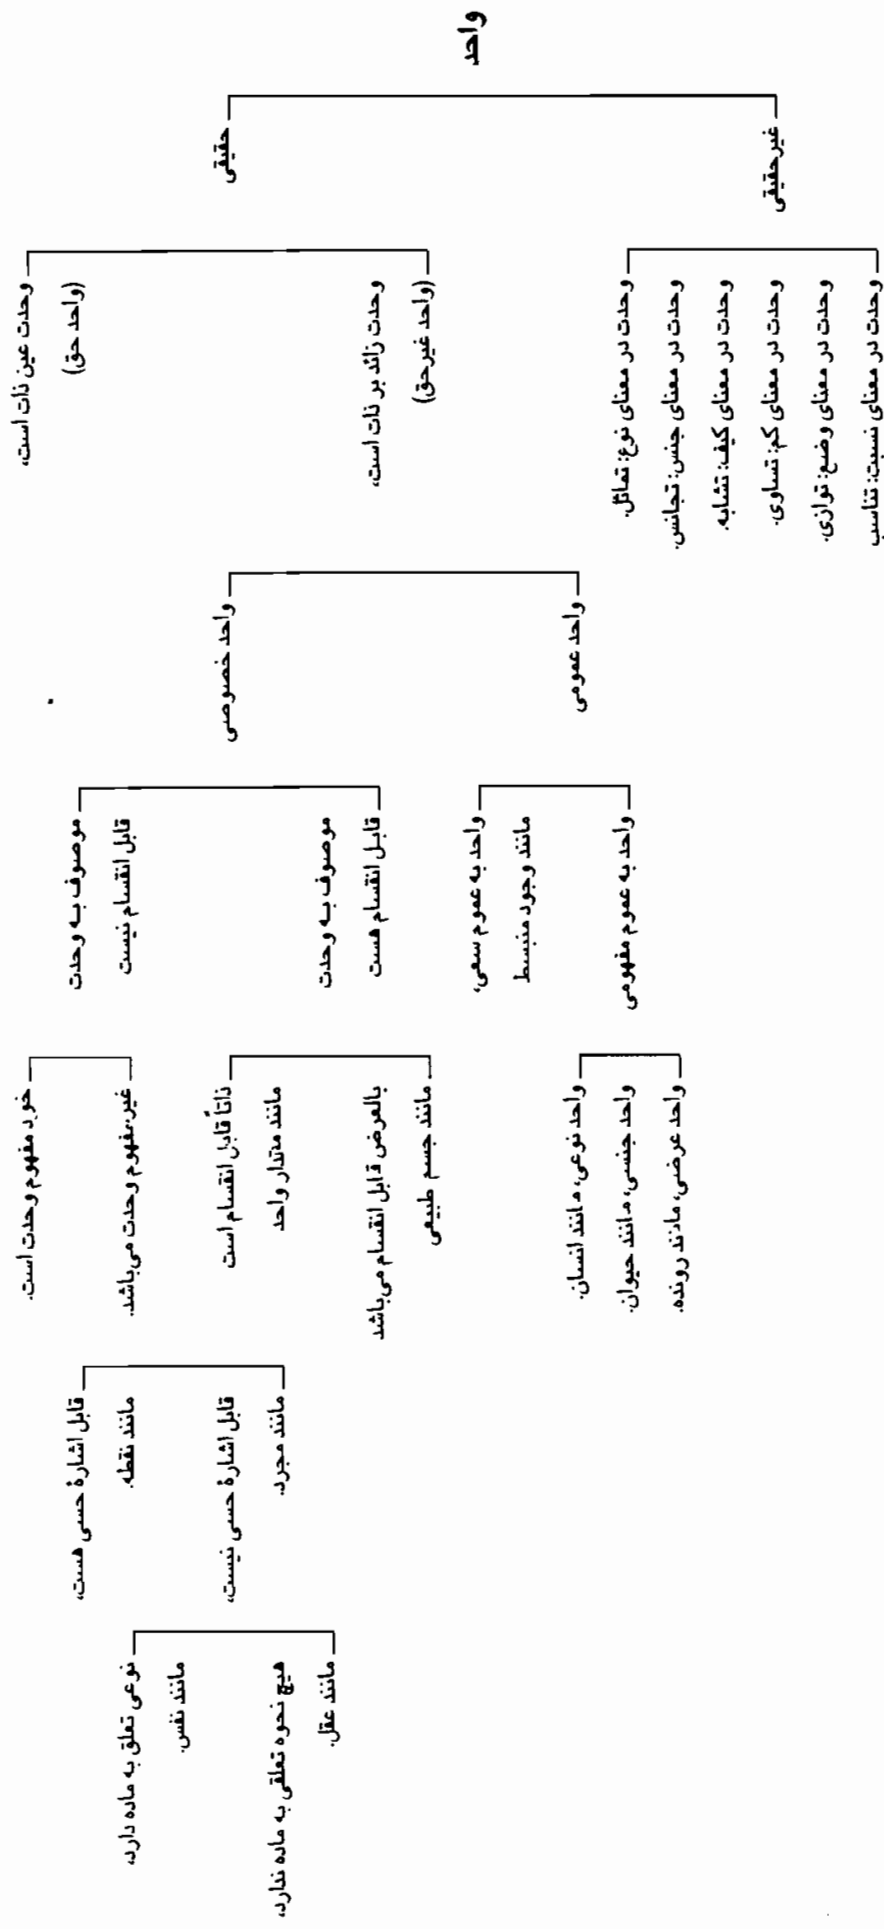 واحد
حقیقی
غیرحقیقی
وحدت عین ذات است،
(واحد حق)
وحدت زائد بر ذات است،
(واحد غیرحق)
وحدت در معنای نوع: تماثل.
وحدت در معنای جنس: تجانس.
وحدت در معنای کیف: تشابه.
وحدت در معنای کم: تساوی.
وحدت در معنای وضع: توازی.
وحدت در معنای نسبت: تناسب
واحد خصوصی
واحد عمومی
موصوف به وحدت
قابل انقسام نیست
موصوف به وحدت
قابل انقسام هست
واحد به عموم سعی،
مانند وجود منبسط
واحد به عموم مفهومی
خود مفهوم وحدت است.
غیر مفهوم وحدت می‌باشد.
ذاتاً قابل انقسام است
مانند مقدار واحد
بالعرض قابل انقسام می‌باشد
مانند جسم طبیعی
واحد نوعی، مانند انسان.
واحد جنسی، مانند حیوان.
واحد عرضی، مانند رونده.
قابل اشارهٔ حسی هست،
مانند نقطه.
قابل اشارهٔ حسی نیست،
مانند مجرد.
نوعی تعلق به ماده دارد،
مانند نفس.
هیچ نحوه تعلقی به ماده ندارد،
مانند عقل.